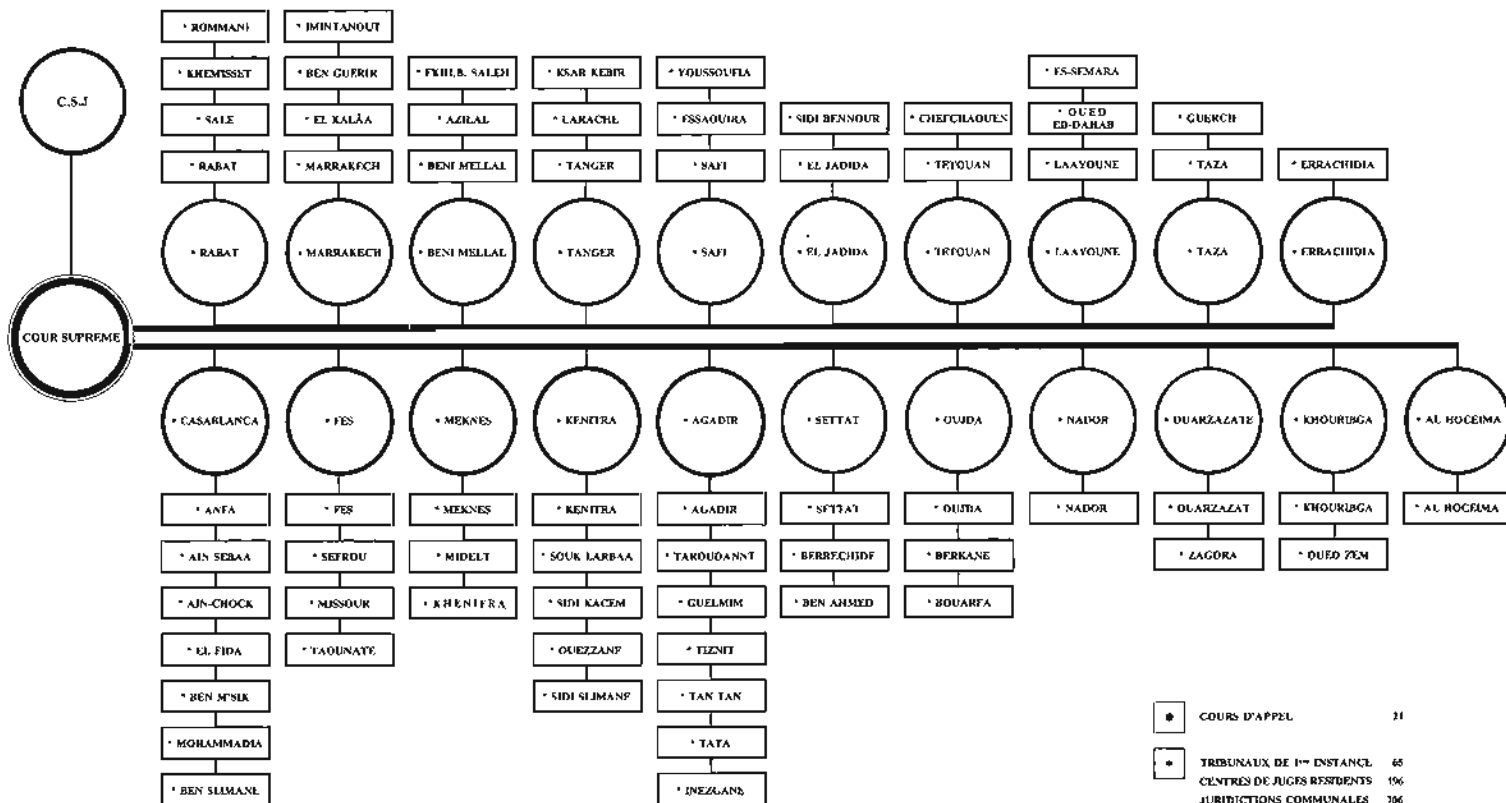 * ROMMANI
* IMINTANOUT
* KHEMISSET
* BEN GUERIR
* FKIH.B. SALEH
* KSAR KEBIR
* YOUSSOUFIA
* ES-SEMARA
C.S.J
* SALE
* EL KALÂA
* AZILAL
* LARACHE
* ESSAOUIRA
* SIDI BENNOUR
* CHEFCHAOUEN
* OUED
ED-DAHAB
* GUERCIF
* RABAT
* MARRAKECH
* BENI MELLAL
* TANGER
* SAFI
* EL JADIDA
* TETOUAN
* LAAYOUNE
* TAZA
* ERRACHIDIA
• RABAT
• MARRAKECH
• BENI MELLAL
• TANGER
• SAFI
• EL JADIDA
• TETOUAN
• LAAYOUNE
• TAZA
• ERRACHIDIA
COUR SUPREME
• CASABLANCA
• FES
• MEKNES
• KENITRA
• AGADIR
• SETTAT
• OUJDA
• NADOR
• OUARZAZATE
• KHOURIBGA
• AL HOCEIMA
* ANFA
* FES
* MEKNES
* KENITRA
* AGADIR
* SETTAT
* OUJDA
* NADOR
* OUARZAZAT
* KHOURIBGA
* AL HOCEIMA
* AIN SEBAA
* SEFROU
* MIDELT
* SOUK LARBAA
* TAROUDANNT
* BERRECHIDE
* BERKANE
* ZAGORA
* OUED ZEM
* AIN-CHOCK
* MISSOUR
* KHENIFRA
* SIDI KACEM
* GUELMIM
* BEN AHMED
* BOUARFA
* EL FIDA
* TAOUNATE
* OUEZZANE
* TIZNIT
* BEN M'SIK
* SIDI SLIMANE
* TAN TAN
* MOHAMMADIA
* TATA
* BEN SLIMANE
* INEZGANE
• COURS D'APPEL 21
* TRIBUNAUX DE 1ère INSTANCE 65
CENTRES DE JUGES RESIDENTS 196
JURIDICTIONS COMMUNALES 706